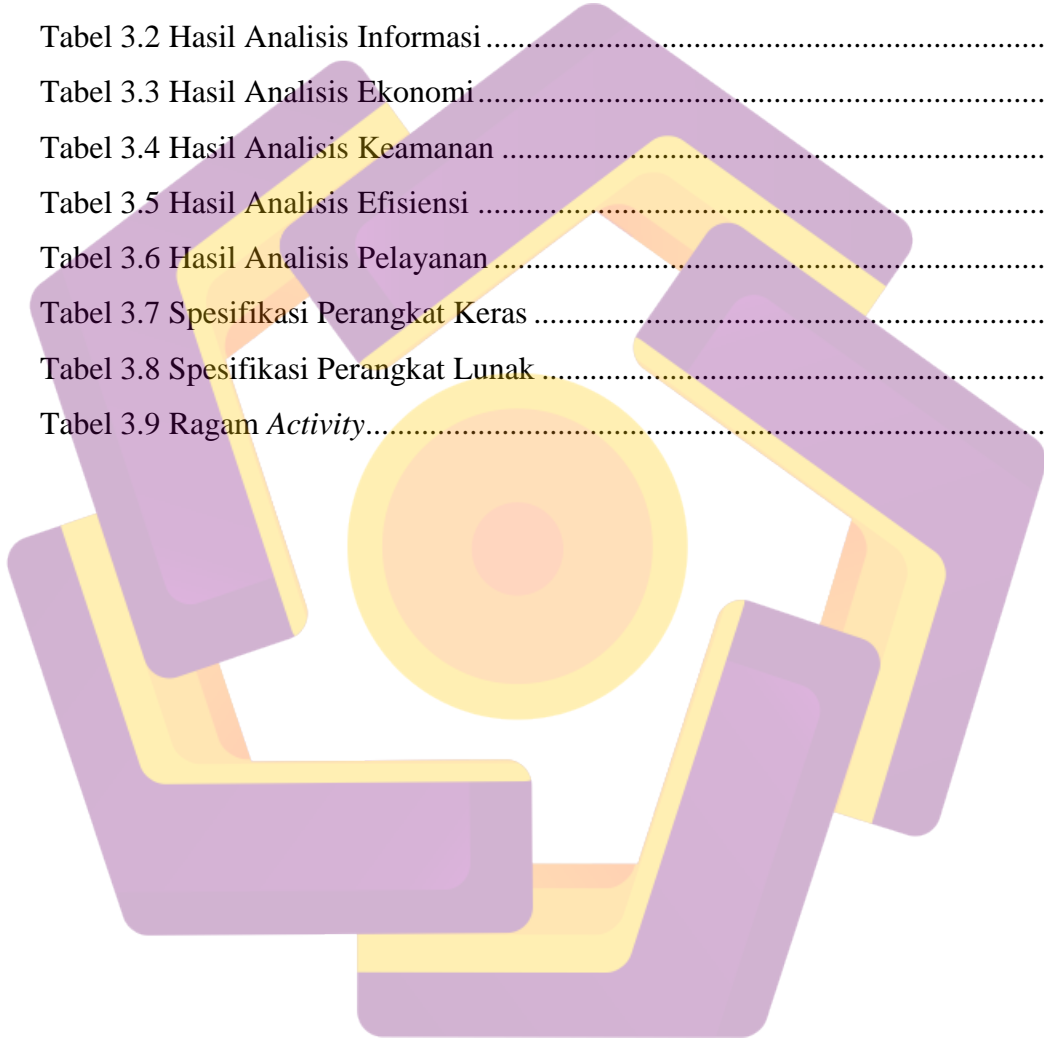 Tabel 3.2 Hasil Analisis Informasi.....................................................................
Tabel 3.3 Hasil Analisis Ekonomi......................................................................
Tabel 3.4 Hasil Analisis Keamanan ...................................................................
Tabel 3.5 Hasil Analisis Efisiensi ......................................................................
Tabel 3.6 Hasil Analisis Pelayanan....................................................................
Tabel 3.7 Spesifikasi Perangkat Keras ...............................................................
Tabel 3.8 Spesifikasi Perangkat Lunak ..............................................................
Tabel 3.9 Ragam Activity....................................................................................